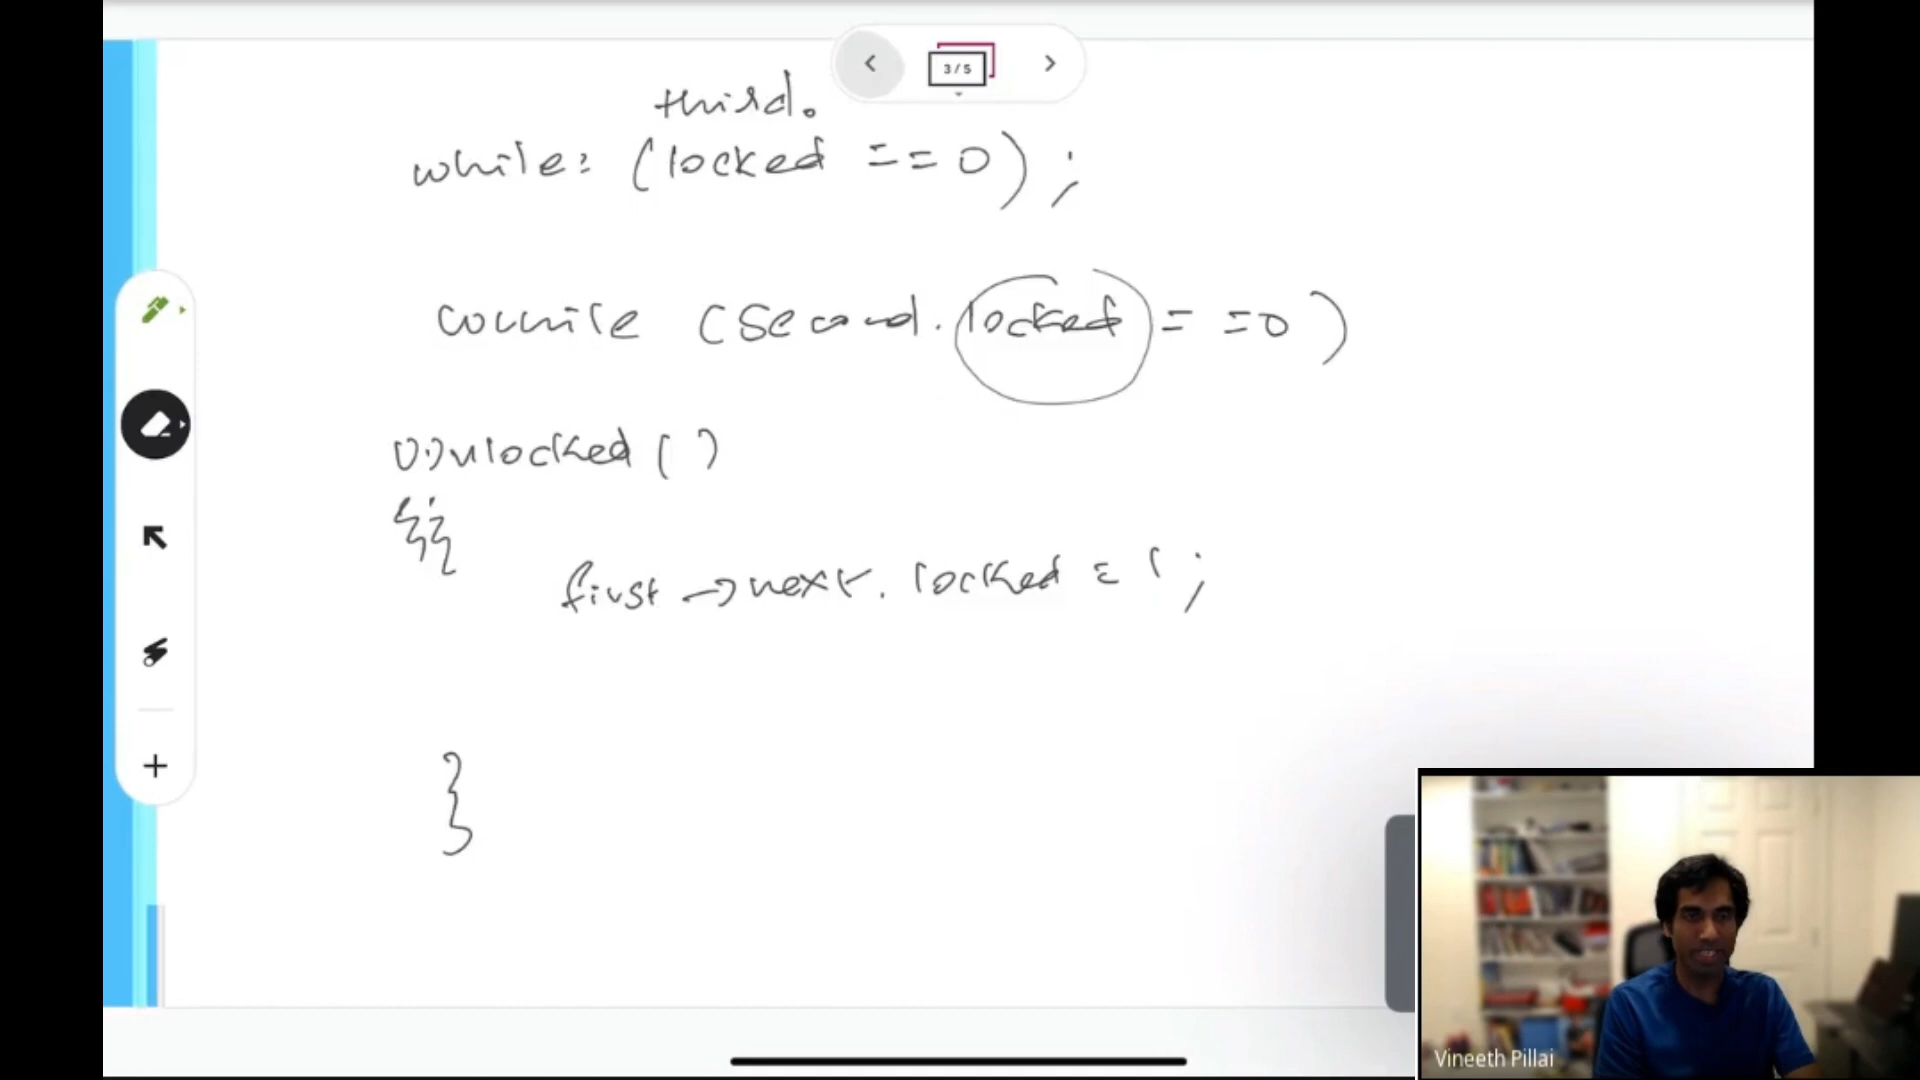 3/5
third.
while: (locked == 0) ;
while (second.locked == 0)
unlocked ( )
{
first → next. locked = 1 ;
}
Vineeth Pillai